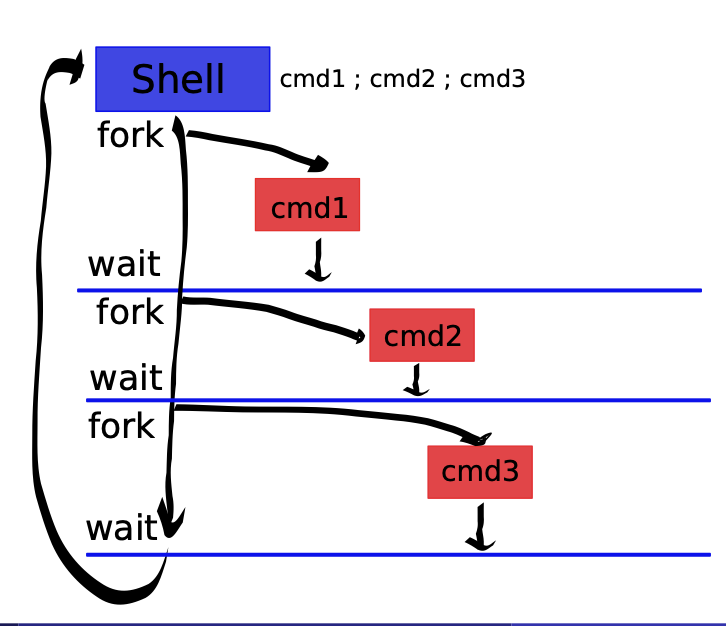 Shell
cmd1 ; cmd2 ; cmd3
fork
cmd1
wait
fork
cmd2
wait
fork
cmd3
wait